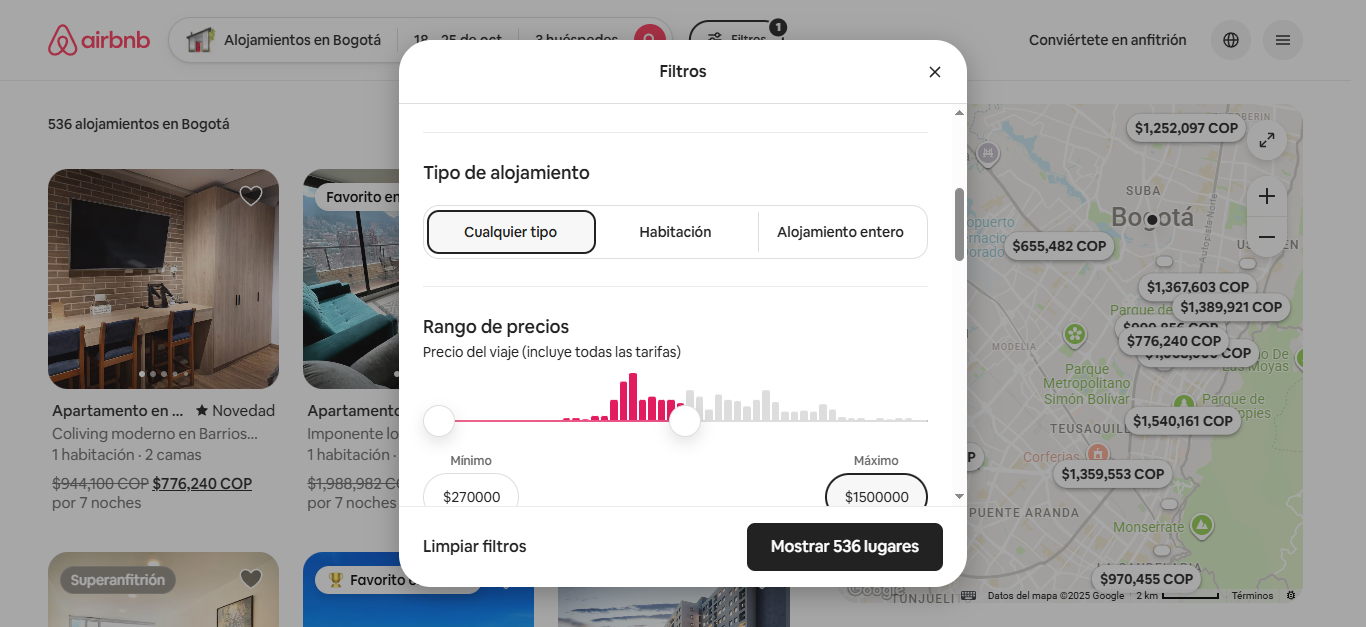 airbnb
Alojamientos en Bogotá
3 huéspedes
Filtros
1
Conviértete en anfitrión
Filtros
536 alojamientos en Bogotá
Tipo de alojamiento
Cualquier tipo
Habitación
Alojamiento entero
Rango de precios
Precio del viaje (incluye todas las tarifas)
Mínimo
Máximo
$270000
$1500000
Limpiar filtros
Mostrar 536 lugares
Favorito en
Apartamento en ...
Novedad
Coliving moderno en Barrios...
1 habitación · 2 camas
$944,100 COP $776,240 COP
por 7 noches
Apartamento
Imponente lo
1 habitación ·
$1,988,982
por 7 noches
Superanfitrión
Favorito
$1,252,097 COP
SUBA
Bogotá
$655,482 COP
$1,367,603 COP
$1,389,921 COP
Parque de
$776,240 COP
MODELIA
Parque
Metropolitano
Simón Bolívar
Parque de
TEUSAQUILL
$1,540,161 COP
Corferias
$1,359,553 COP
PUENTE ARANDA
Monserrate
LA CANDELARIA
$970,455 COP
Google
TUNJUELI
Datos del mapa ©2025 Google
2 km
Términos